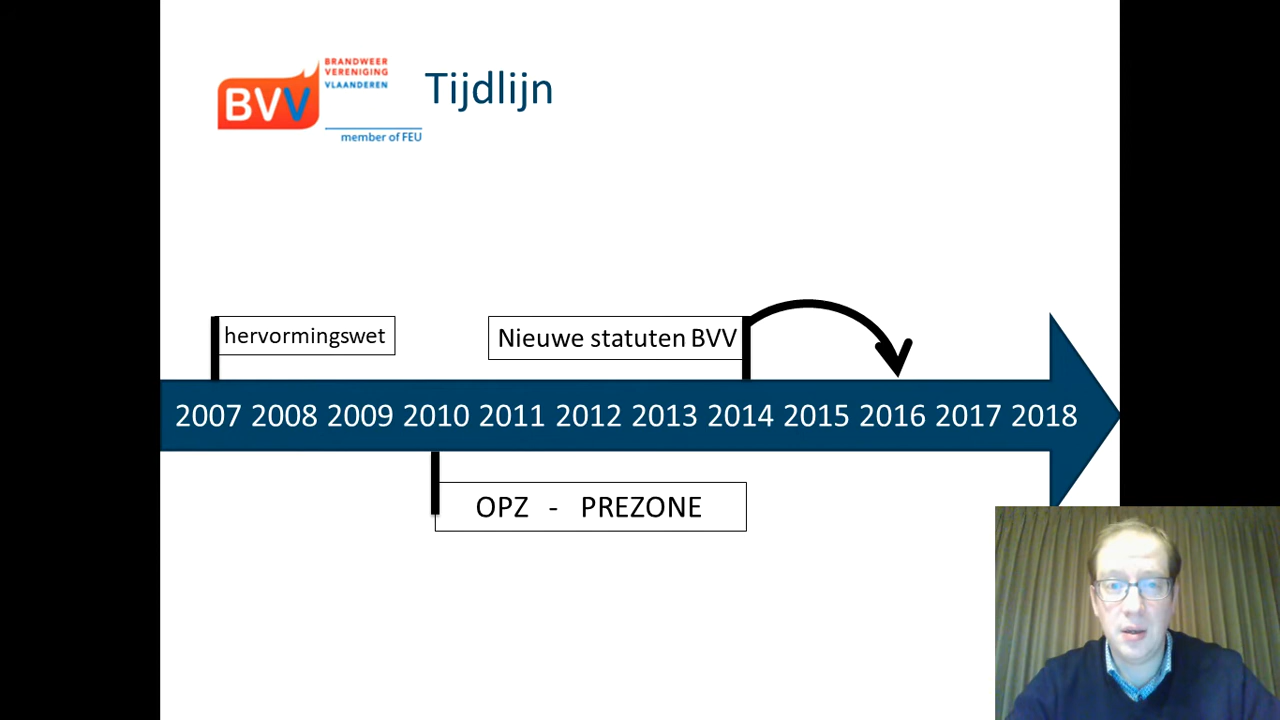 BRANDWEER
VERENIGING
VLAANDEREN
BVV
member of FEU
Tijdlijn
hervormingswet
Nieuwe statuten BVV
2007 2008 2009 2010 2011 2012 2013 2014 2015 2016 2017 2018
OPZ - PREZONE